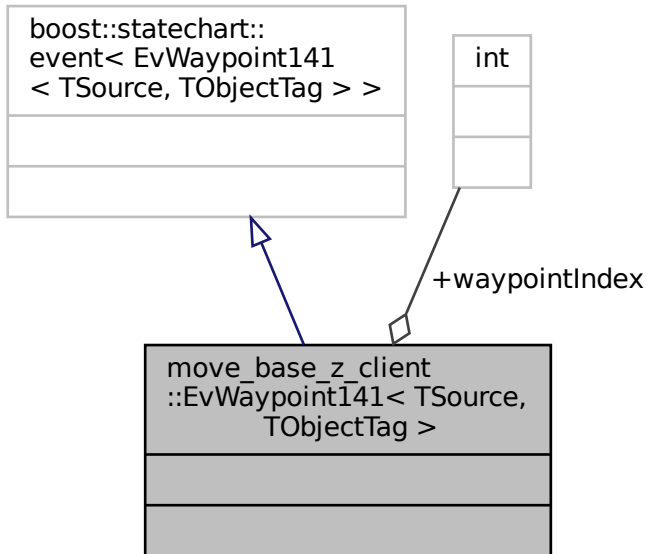 boost::statechart::
event< EvWaypoint141
< TSource, TObjectTag > >
int
+waypointIndex
move_base_z_client
::EvWaypoint141< TSource,
TObjectTag >